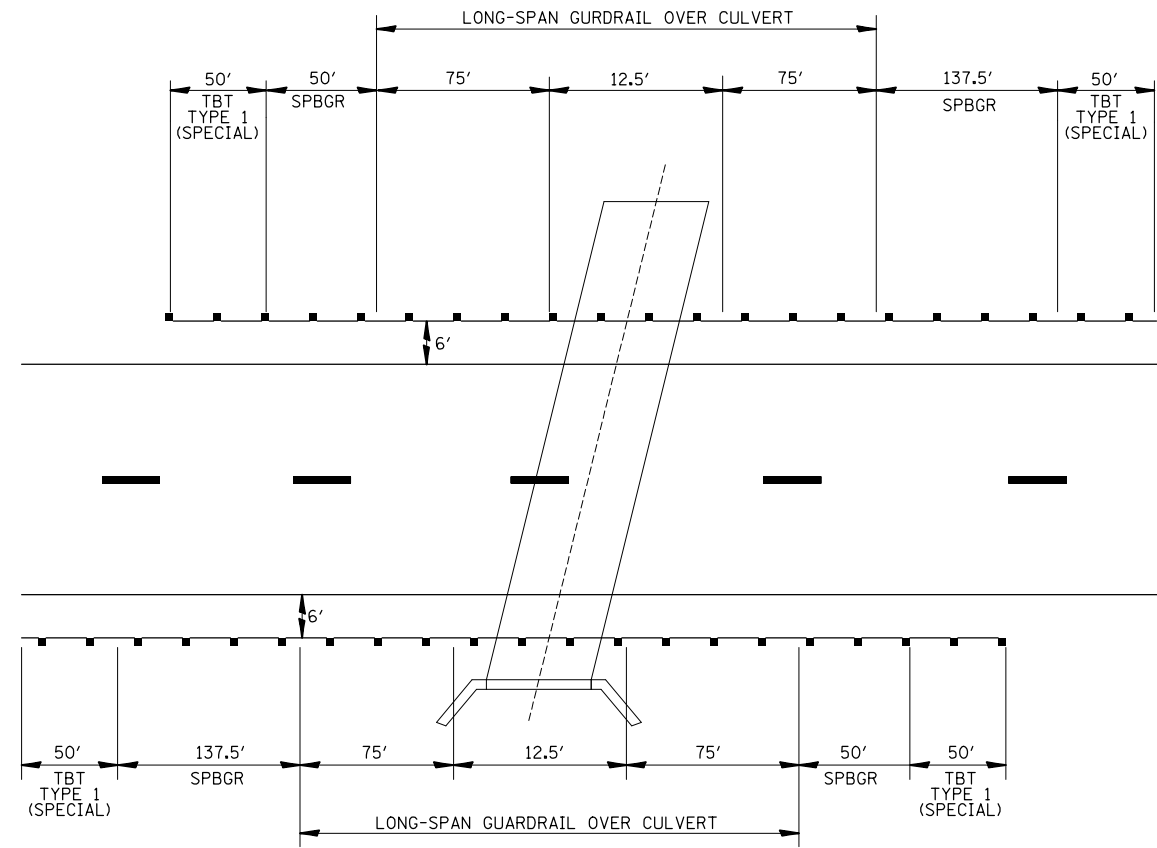 LONG-SPAN GURDRAIL OVER CULVERT
50' 50' 75' 12.5' 75' 137.5' 50'
TBT
TYPE 1
(SPECIAL)
SPBGR
SPBGR
TBT
TYPE 1
(SPECIAL)
6'
6'
50' 137.5' 75' 12.5' 75' 50' 50'
TBT
TYPE 1
(SPECIAL)
SPBGR
SPBGR
TBT
TYPE 1
(SPECIAL)
LONG-SPAN GUARDRAIL OVER CULVERT